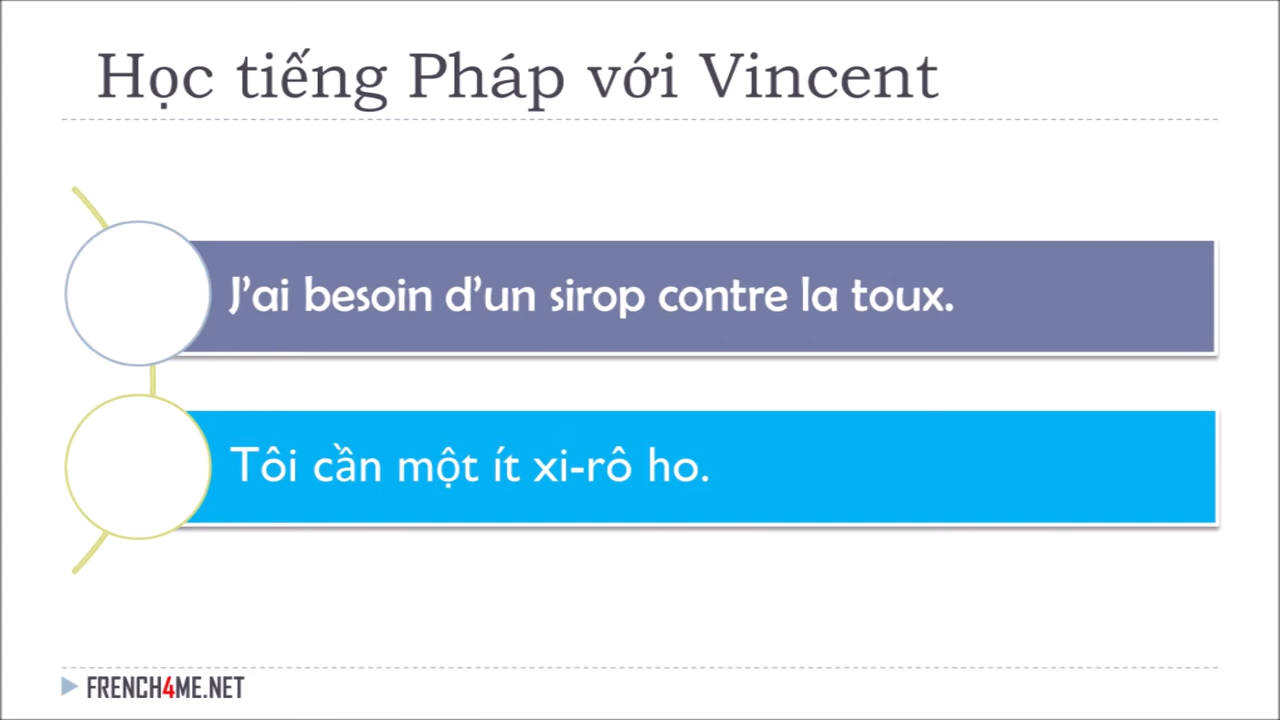 Học tiếng Pháp với Vincent
J’ai besoin d’un sirop contre la toux.
Tôi cần một ít xi-rô ho.
FRENCH4ME.NET